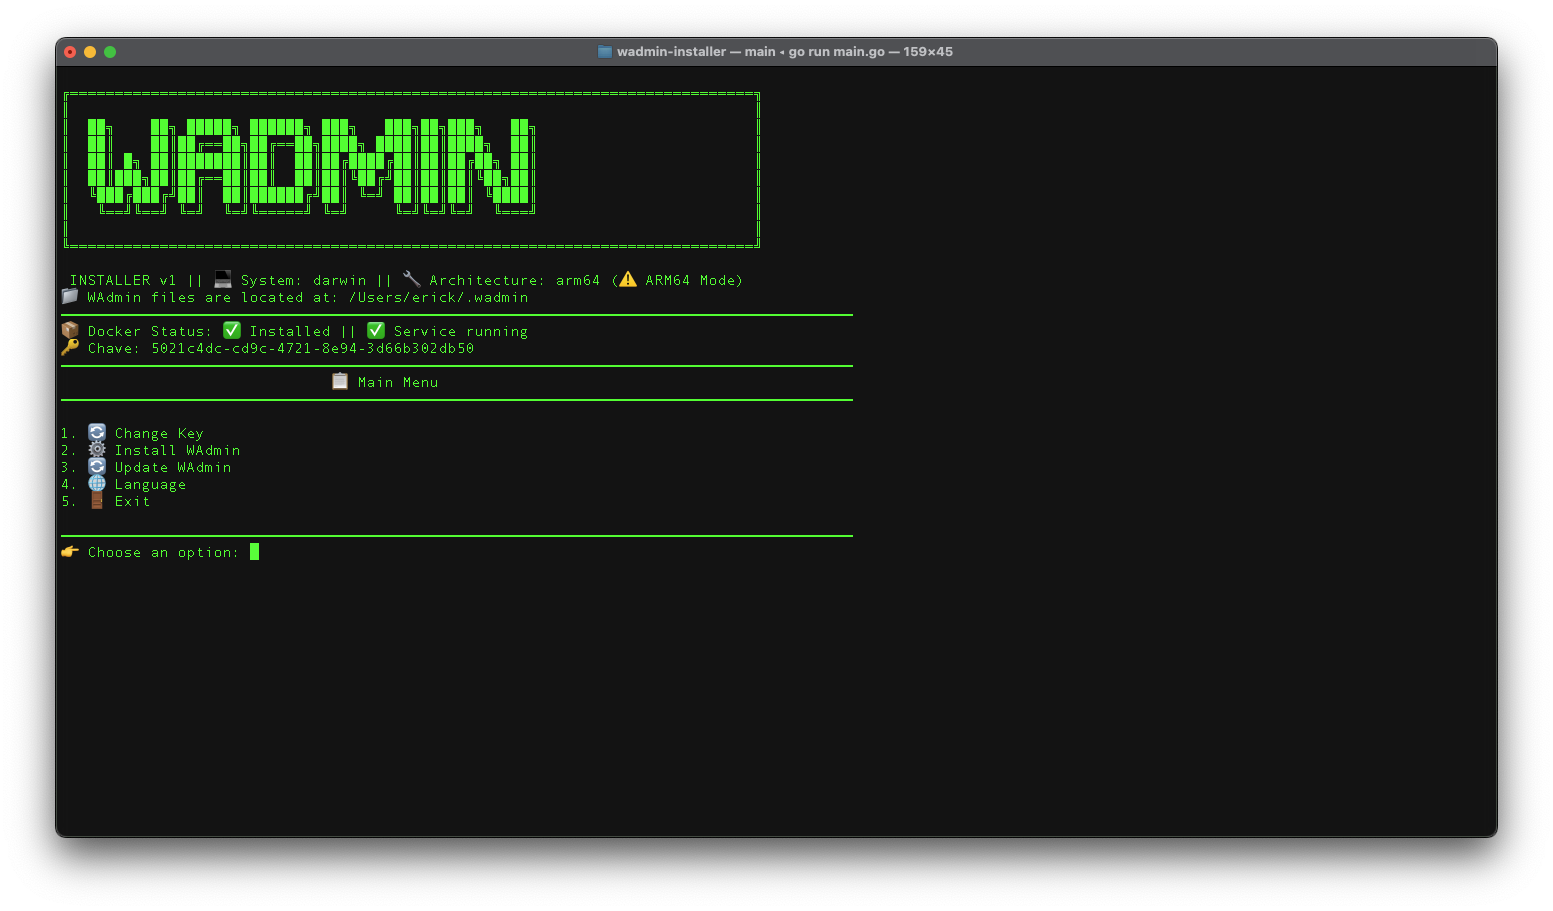 wadmin-installer — main ◂ go run main.go — 159×45
WADMIN
INSTALLER v1 || 💻 System: darwin || 🔧 Architecture: arm64 (⚠️ ARM64 Mode)
📁 WAdmin files are located at: /Users/erick/.wadmin
📦 Docker Status: ✅ Installed || ✅ Service running
🔑 Chave: 5021c4dc-cd9c-4721-8e94-3d66b302db50
📋 Main Menu
1. 🔄 Change Key
2. ⚙️ Install WAdmin
3. 🔄 Update WAdmin
4. 🌐 Language
5. 🚪 Exit
👉 Choose an option: